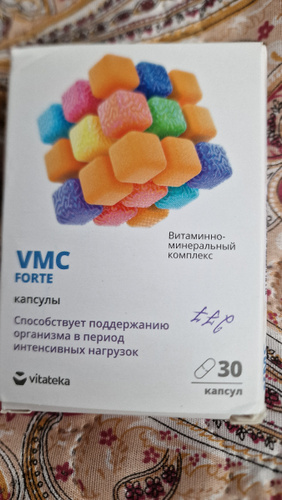 Витаминно-
минеральный
комплекс
VMC
FORTE
капсулы
Способствует поддержанию
организма в период
интенсивных нагрузок
vitateka
30
капсул